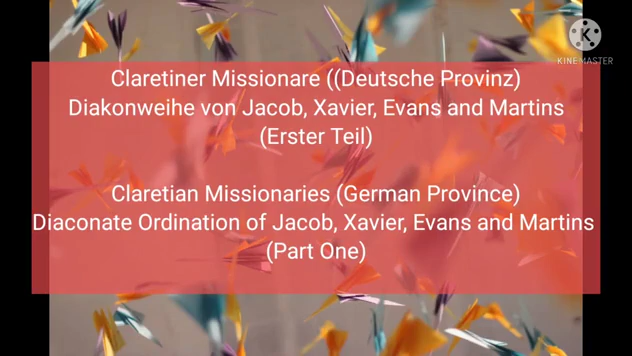 KINEMASTER
Claretiner Missionare ((Deutsche Provinz)
Diakonweihe von Jacob, Xavier, Evans and Martins
(Erster Teil)
Claretian Missionaries (German Province)
Diaconate Ordination of Jacob, Xavier, Evans and Martins
(Part One)